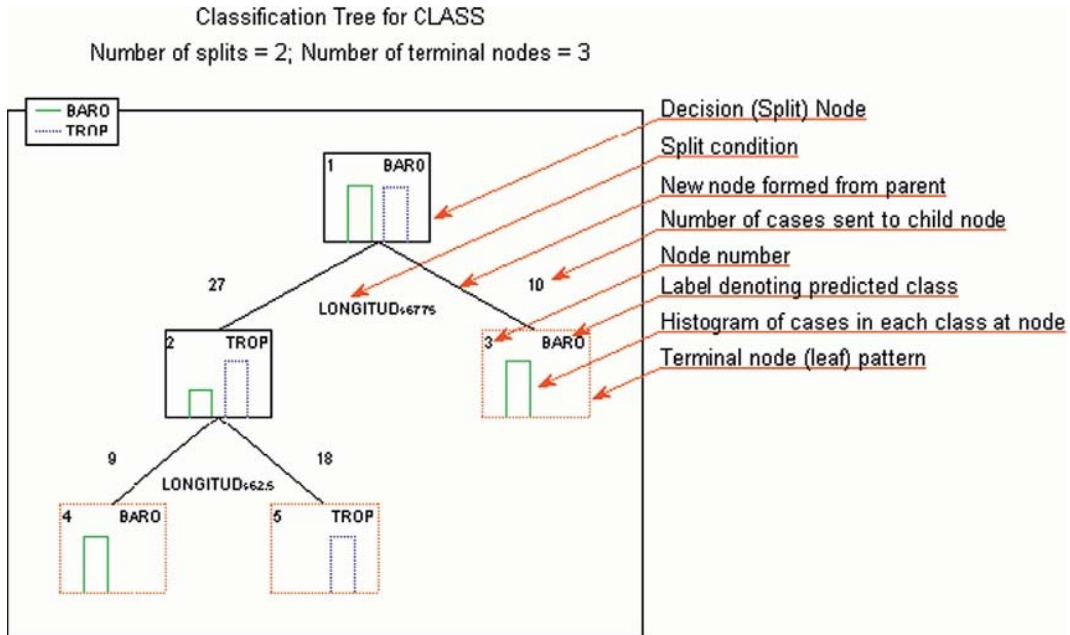 Classification Tree for CLASS
Number of splits = 2; Number of terminal nodes = 3
BARO
TROP
Decision (Split) Node
Split condition
New node formed from parent
Number of cases sent to child node
Node number
Label denoting predicted class
Histogram of cases in each class at node
Terminal node (leaf) pattern
1 BARO
27
LONGITUD≤67.75
10
2 TROP
3 BARO
9
LONGITUD≤62.5
18
4 BARO
5 TROP